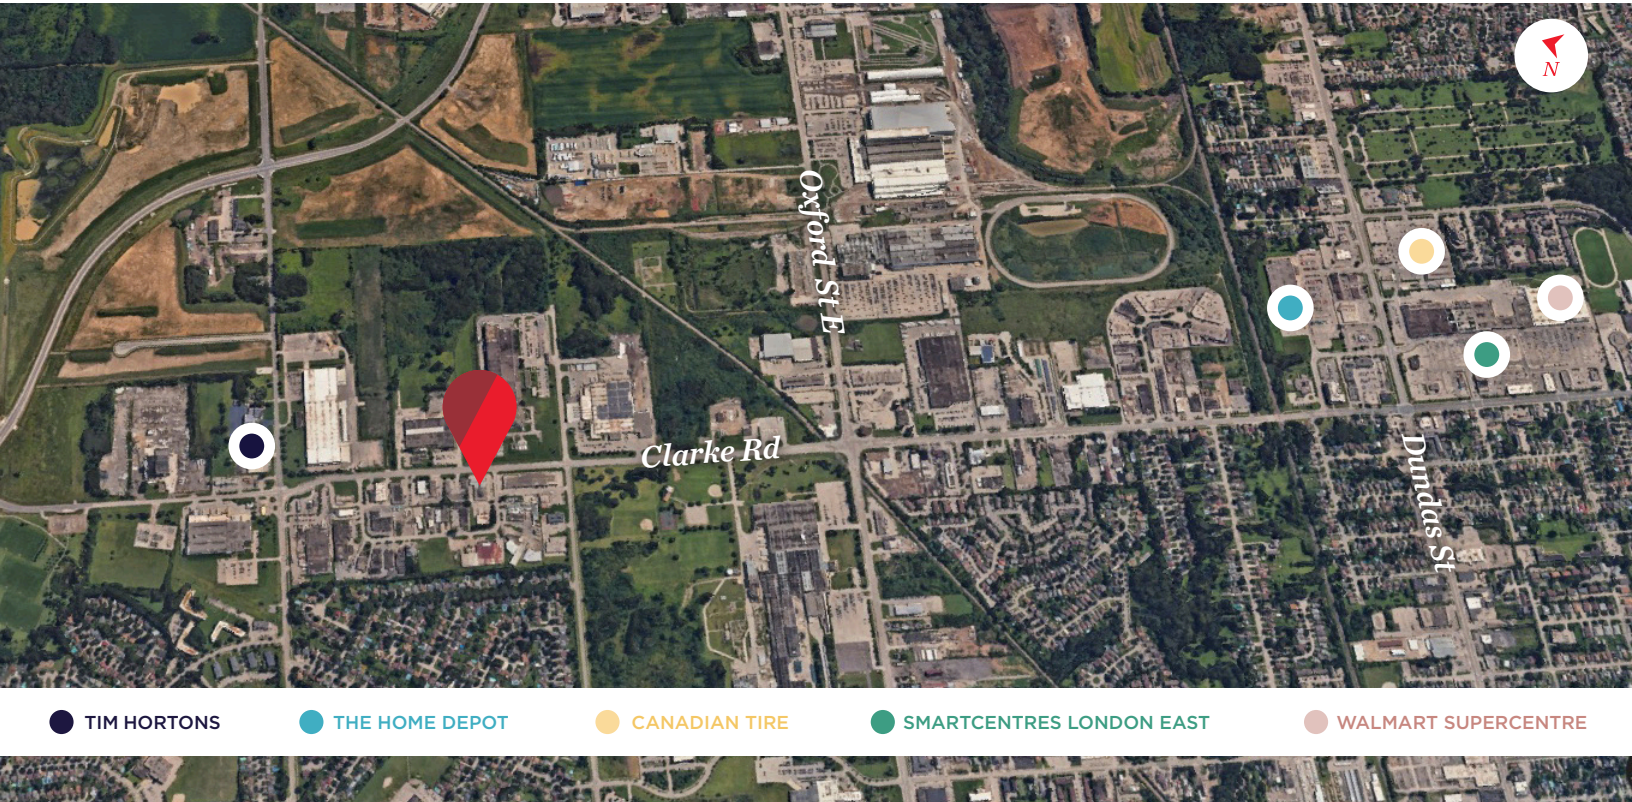 N
Oxford St E
Clarke Rd
Dundas St
TIM HORTONS
THE HOME DEPOT
CANADIAN TIRE
SMARTCENTRES LONDON EAST
WALMART SUPERCENTRE